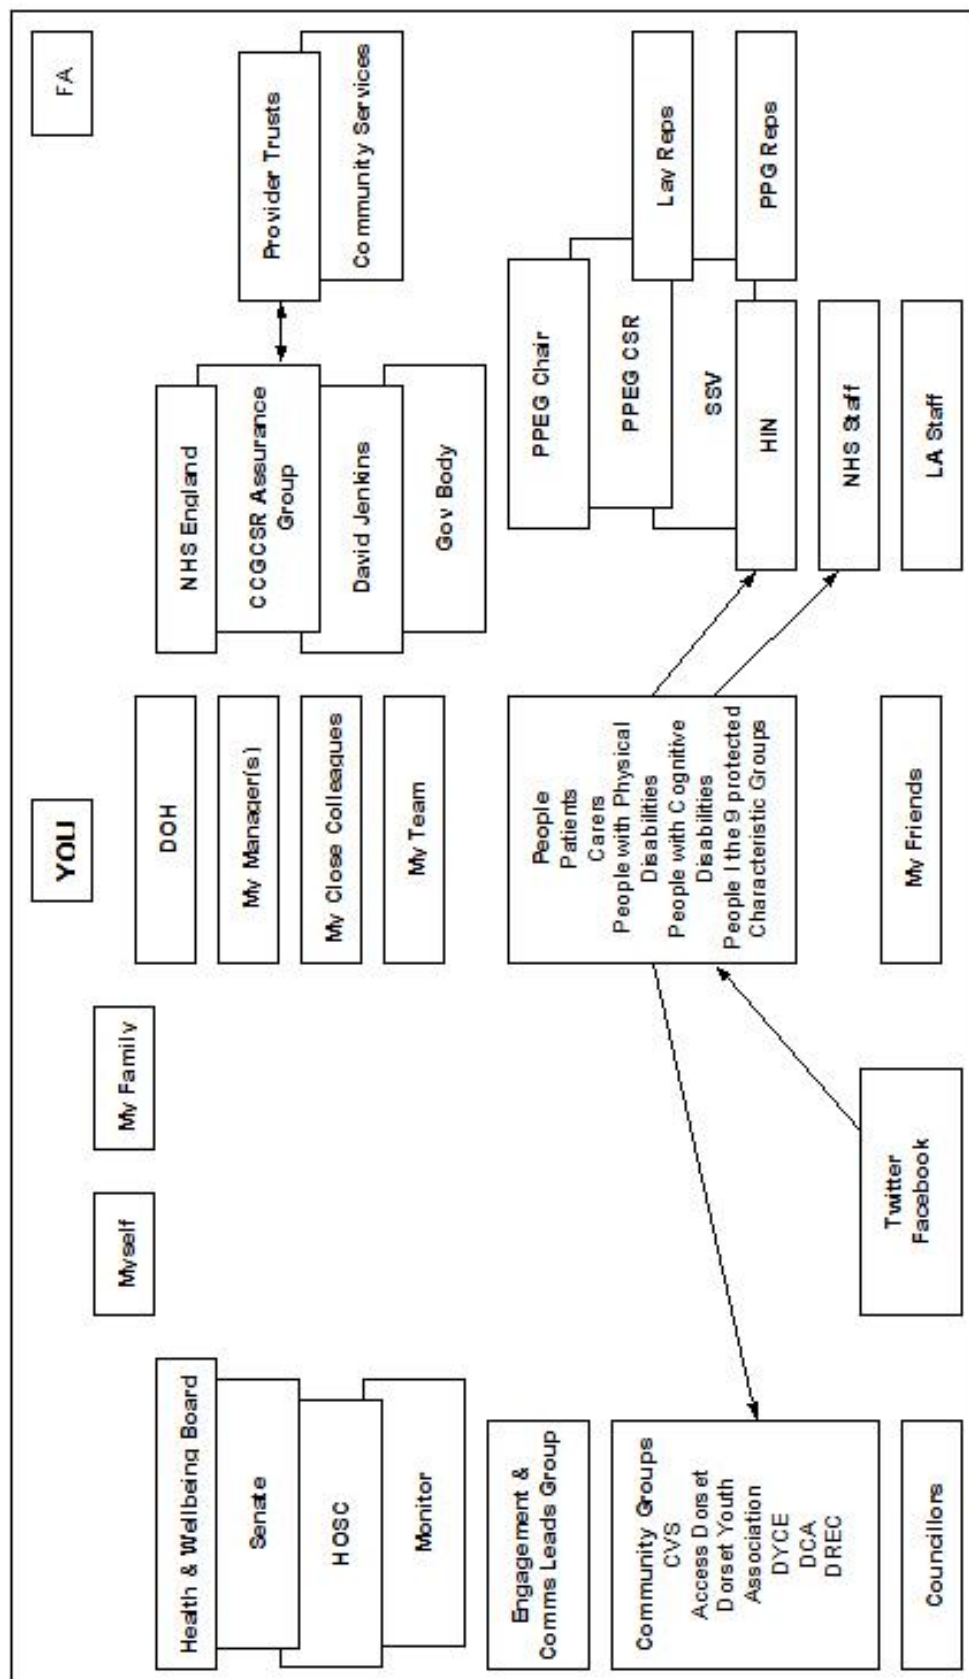 YOU
FA
Myself
My Family
Health & Wellbeing Board
Senate
HOSC
Monitor
DOH
My Manager(s)
My Close Colleagues
My Team
NHS England
CCGCSR Assurance
Group
David Jenkins
Gov Body
Provider Trusts
Community Services
Engagement &
Comms Leads Group
Community Groups
CVS
Access Dorset
Dorset Youth
Association
DYCE
DCA
DREC
Councillors
Twitter
Facebook
People
Patients
Carers
People with Physical
Disabilities
People with Cognitive
Disabilities
People I the 9 protected
Characteristic Groups
My Friends
PPEG Chair
PPEG CSR
SSV
HIN
Lay Reps
PPG Reps
NHS Staff
LA Staff